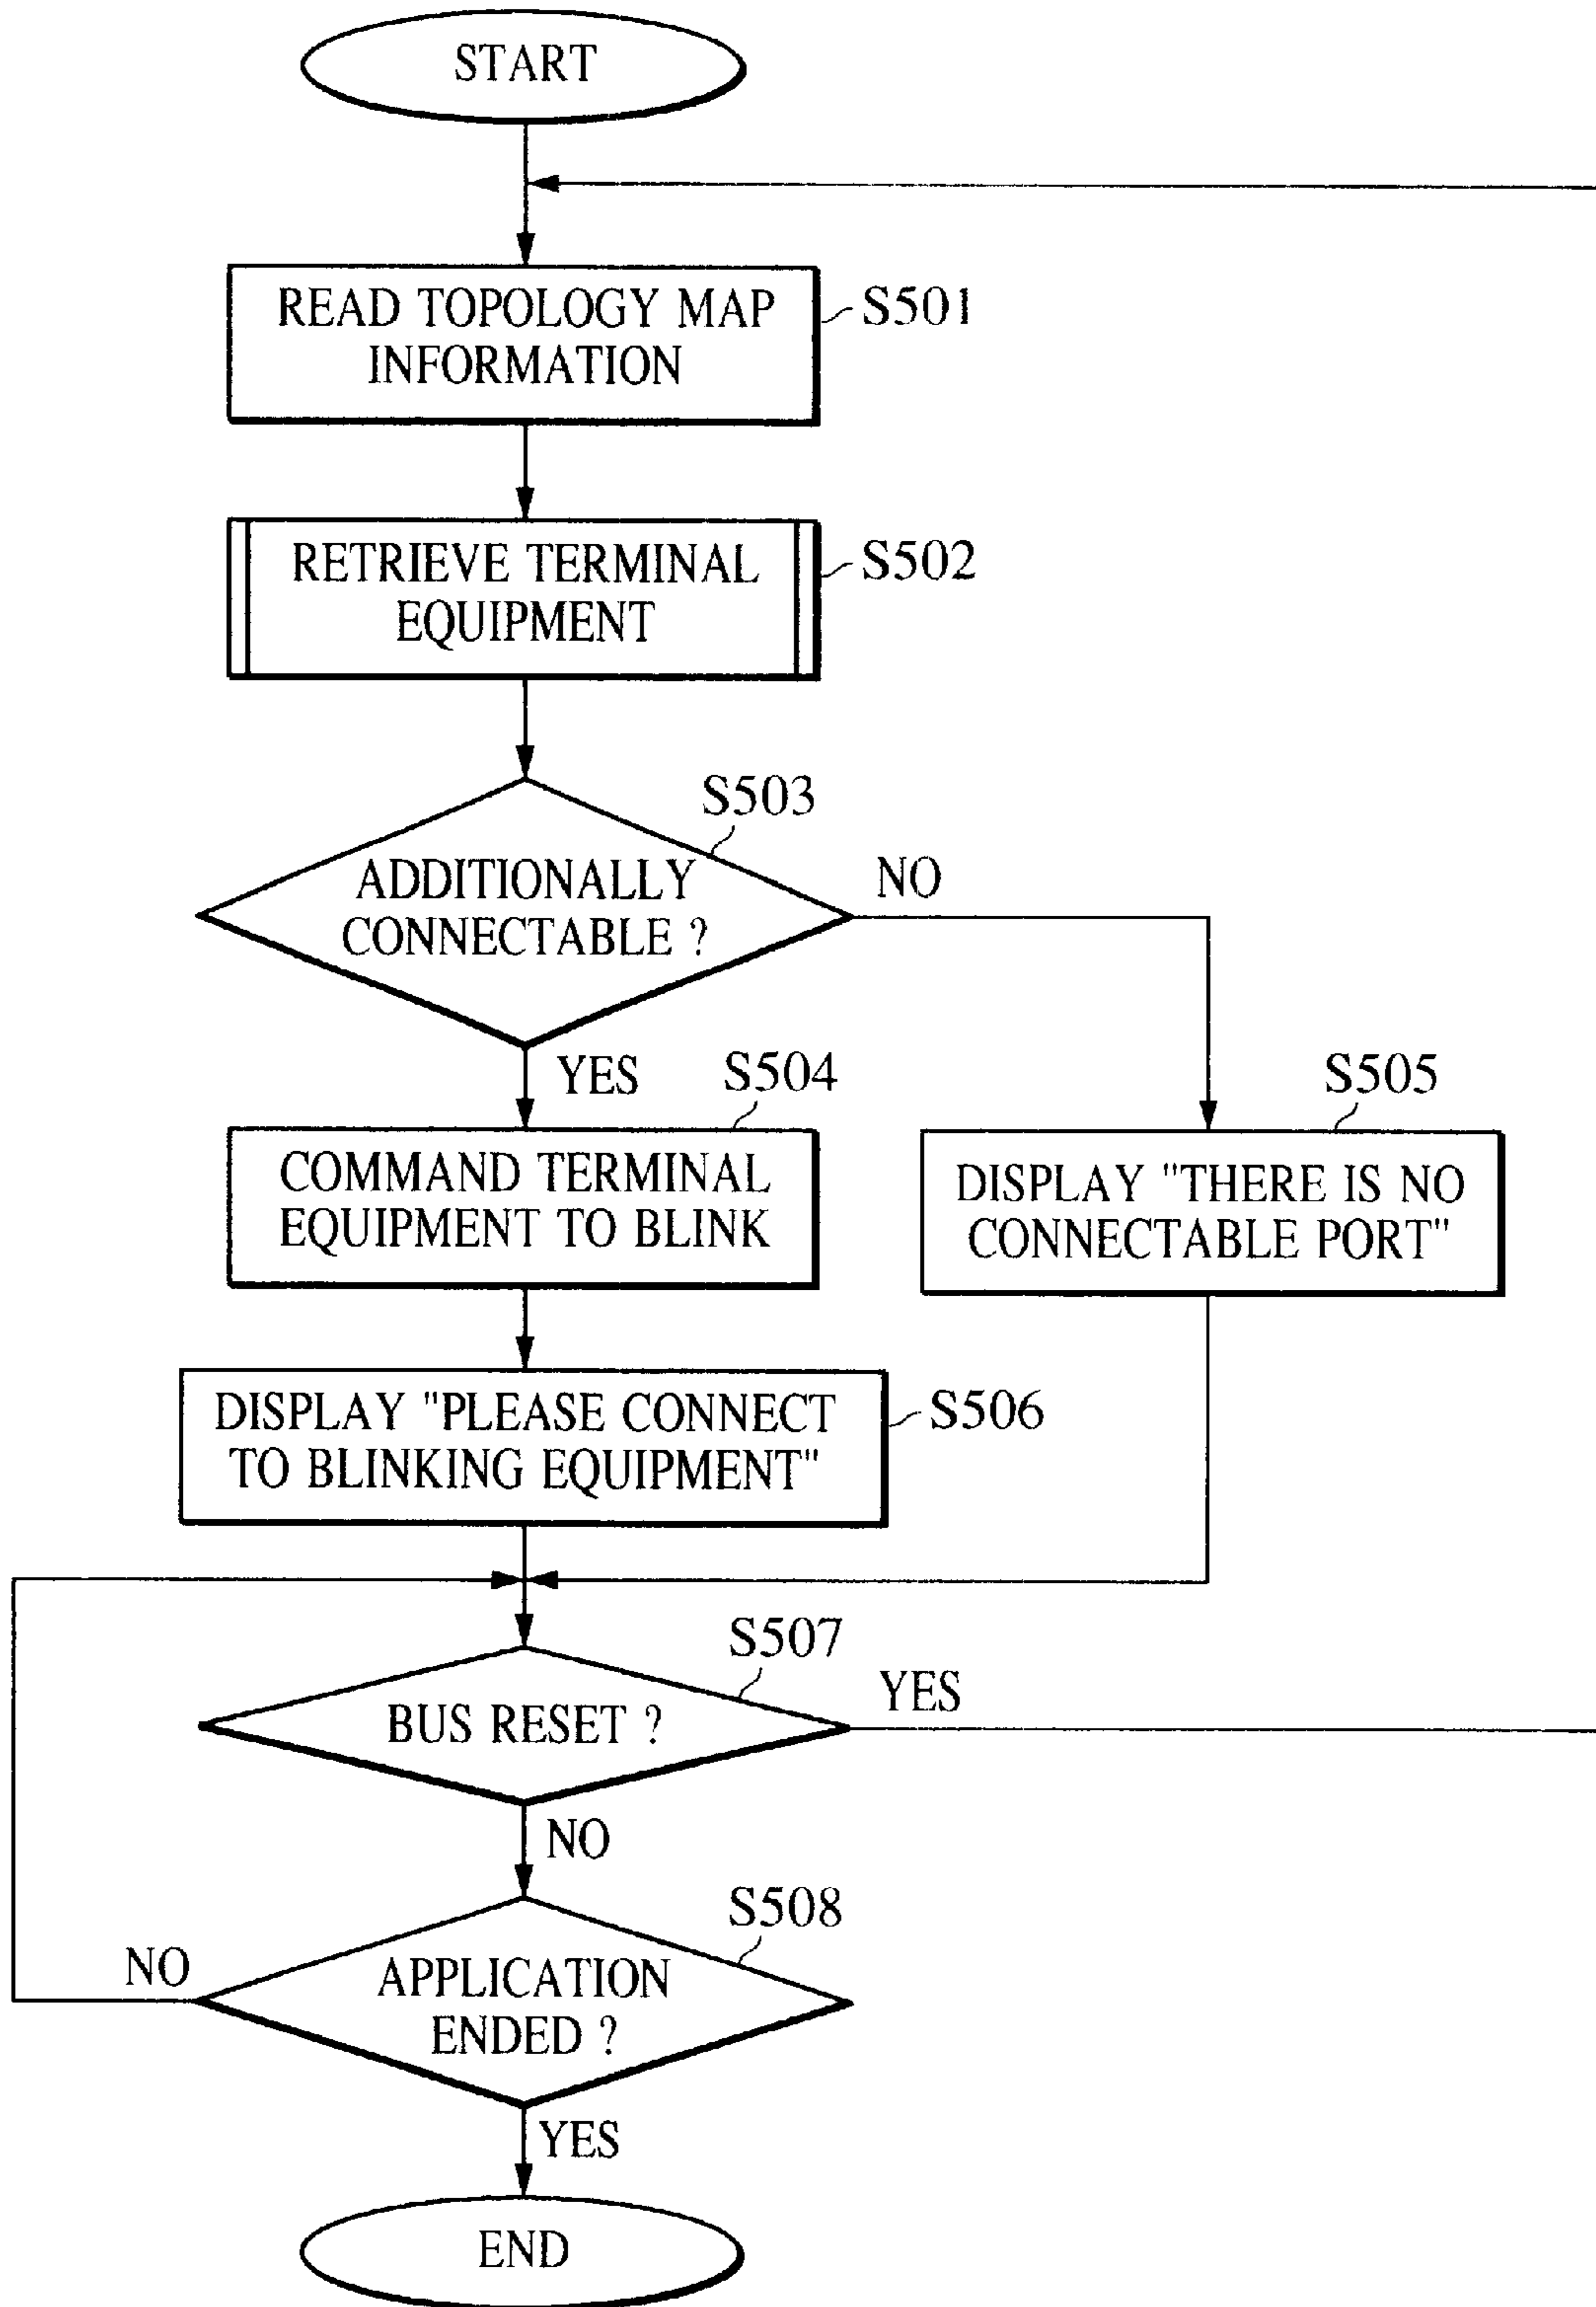 START
READ TOPOLOGY MAP
INFORMATION
S501
RETRIEVE TERMINAL
EQUIPMENT
S502
S503
ADDITIONALLY
CONNECTABLE ?
NO
YES
S504
COMMAND TERMINAL
EQUIPMENT TO BLINK
S505
DISPLAY "THERE IS NO
CONNECTABLE PORT"
DISPLAY "PLEASE CONNECT
TO BLINKING EQUIPMENT"
S506
S507
BUS RESET ?
YES
NO
S508
APPLICATION
ENDED ?
NO
YES
END